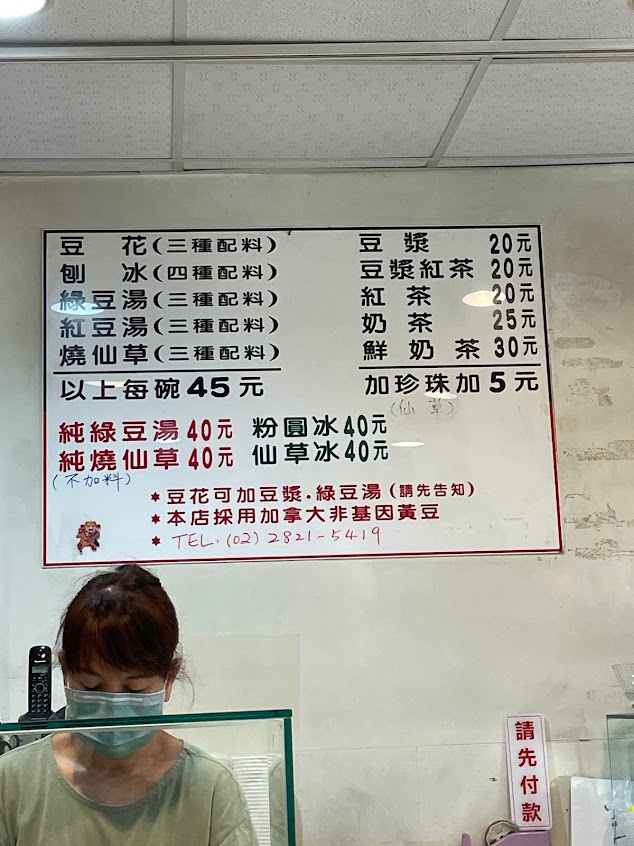 豆花(三種配料)
刨冰(四種配料)
綠豆湯(三種配料)
紅豆湯(三種配料)
燒仙草(三種配料)
以上每碗45元
豆漿 20元
豆漿紅茶 20元
紅茶 20元
奶茶 25元
鮮奶茶 30元
加珍珠加5元
(仙草)
純綠豆湯40元 粉圓冰40元
純燒仙草40元 仙草冰40元
(不加料)
*豆花可加豆漿.綠豆湯(請先告知)
*本店採用加拿大非基因黃豆
*TEL.(02)2821-5419
請先付款